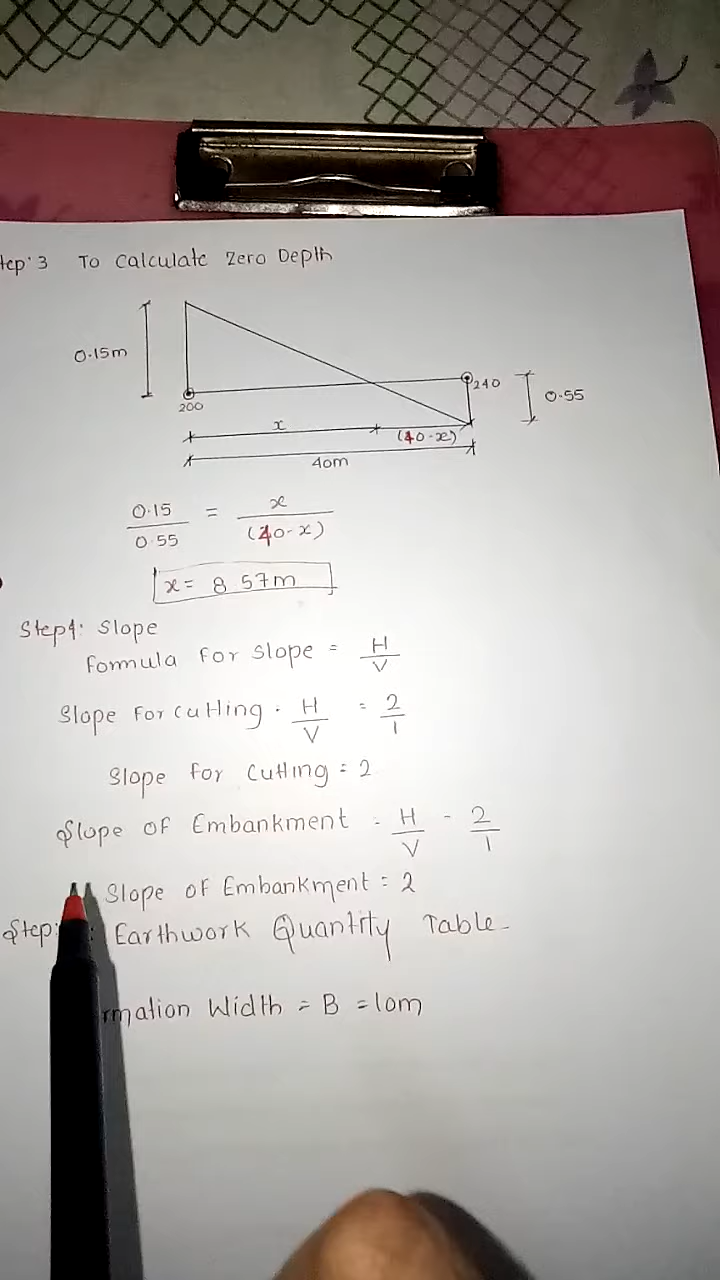 tep: 3 To Calculate Zero Depth
0.15m
200
240
0.55
x
(40-x)
40m
0.15 = x
0.55 (40-x)
x = 8 57m
Step4: Slope
Formula for slope = H/V
Slope For cutting = H/V = 2/1
Slope for Cutting = 2
Slope of Embankment = H/V - 2/1
Slope of Embankment = 2
Step: Earthwork Quantity Table
rmation Width = B = 10m